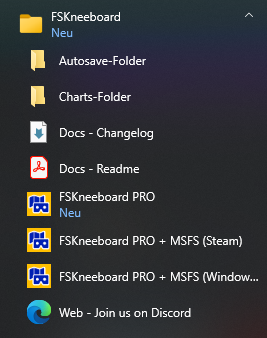 FSKneeboard
Neu
Autosave-Folder
Charts-Folder
Docs - Changelog
Docs - Readme
FSKneeboard PRO
Neu
FSKneeboard PRO + MSFS (Steam)
FSKneeboard PRO + MSFS (Window...
Web - Join us on Discord